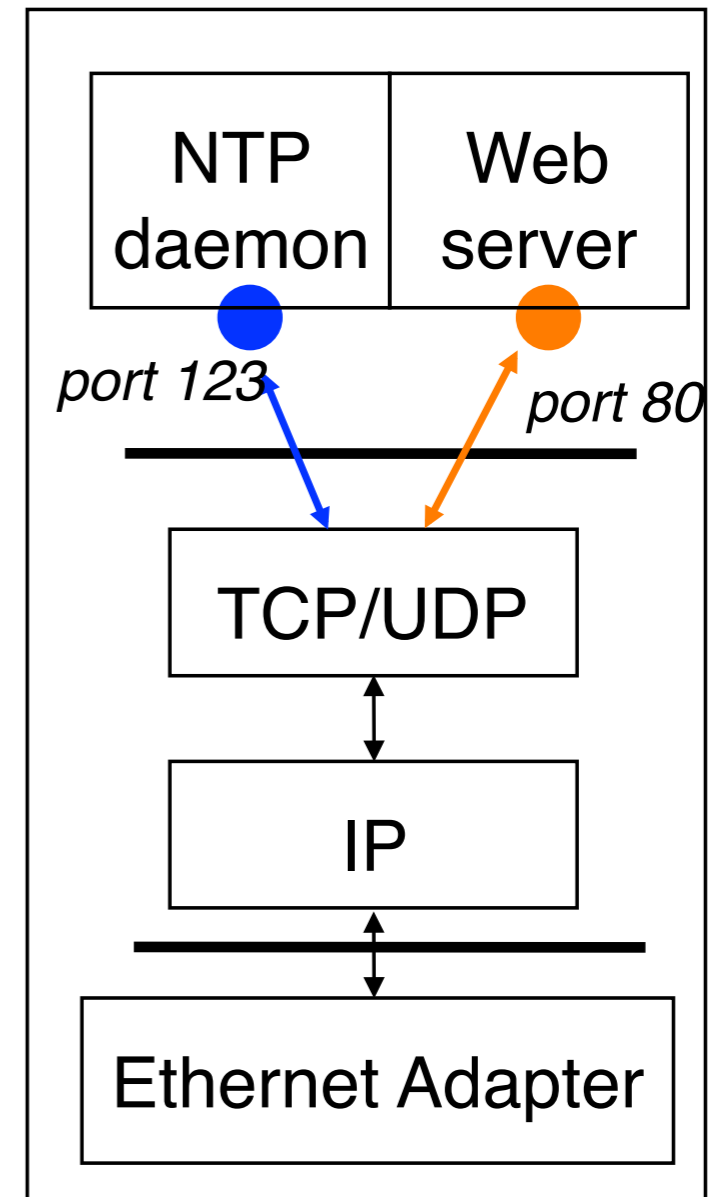 NTP
daemon
Web
server
port 123
port 80
TCP/UDP
IP
Ethernet Adapter